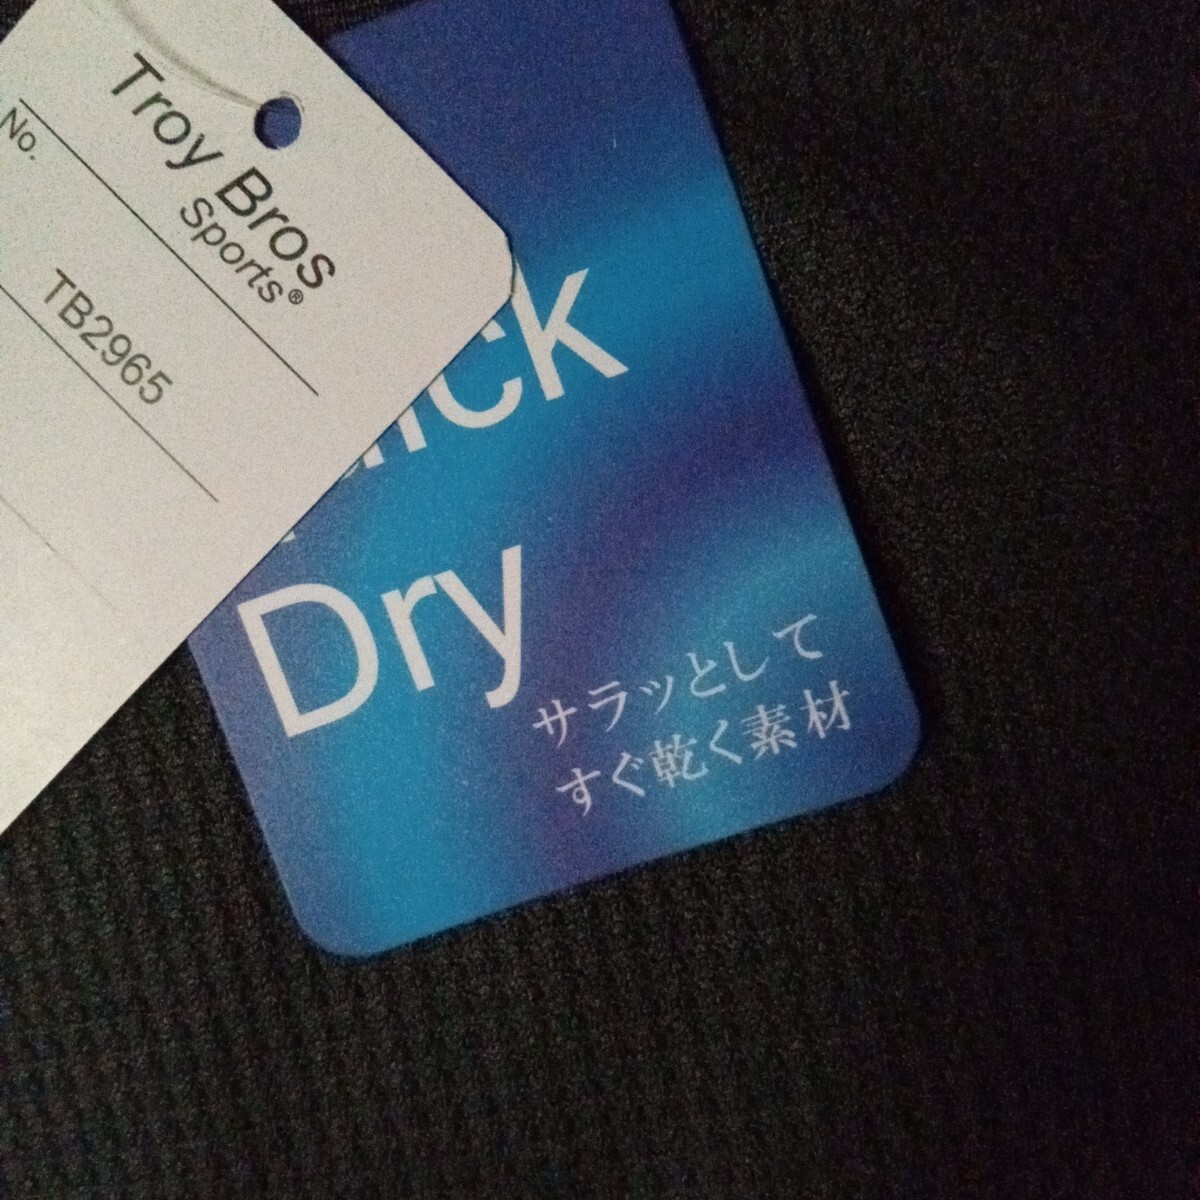 Troy Bros
Sports®
No.
TB2965
Dry
サラッとして
すぐ乾く素材